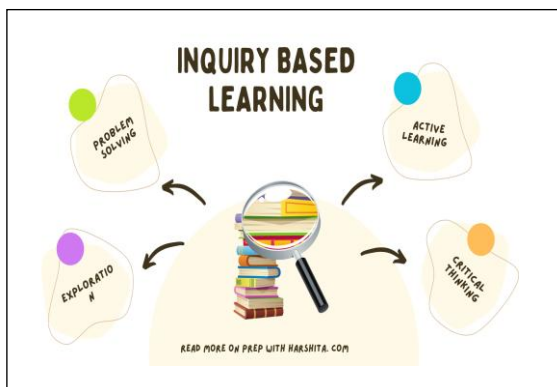 INQUIRY BASED
LEARNING
PROBLEM
SOLVING
ACTIVE
LEARNING
EXPLORATIO
N
CRITICAL
THINKING
READ MORE ON PREP WITH HARSHITA. COM